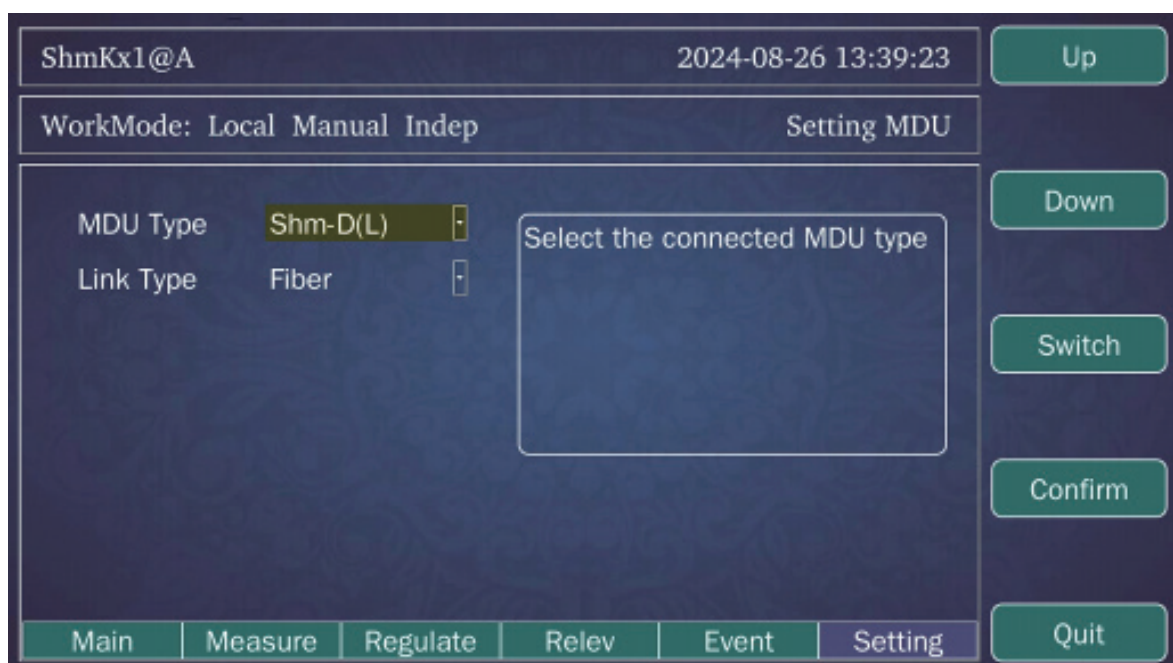 ShmKx1@A 2024-08-26 13:39:23 Up
WorkMode: Local Manual Indep Setting MDU
Down
MDU Type Shm-D(L) Select the connected MDU type
Link Type Fiber
Switch
Confirm
Main Measure Regulate Relev Event Setting Quit